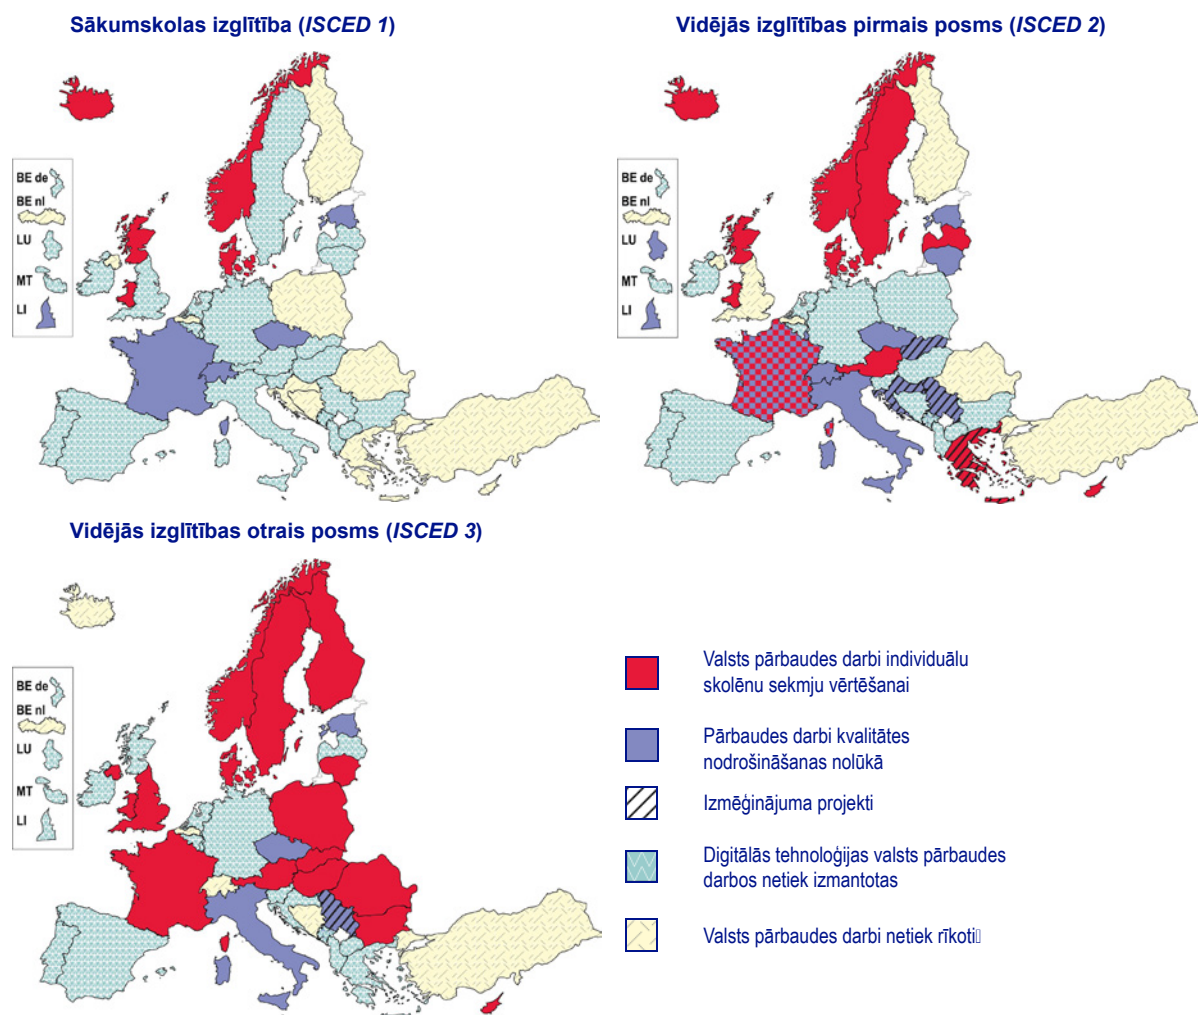 Sākumskolas izglītība (ISCED 1)
BE de
BE nl
LU
MT
LI
Vidējās izglītības pirmais posms (ISCED 2)
BE de
BE nl
LU
MT
LI
Vidējās izglītības otrais posms (ISCED 3)
BE de
BE nl
LU
MT
LI
Valsts pārbaudes darbi individuālu
skolēnu sekmju vērtēšanai
Pārbaudes darbi kvalitātes
nodrošināšanas nolūkā
Izmēģinājuma projekti
Digitālās tehnoloģijas valsts pārbaudes
darbos netiek izmantotas
Valsts pārbaudes darbi netiek rīkoti